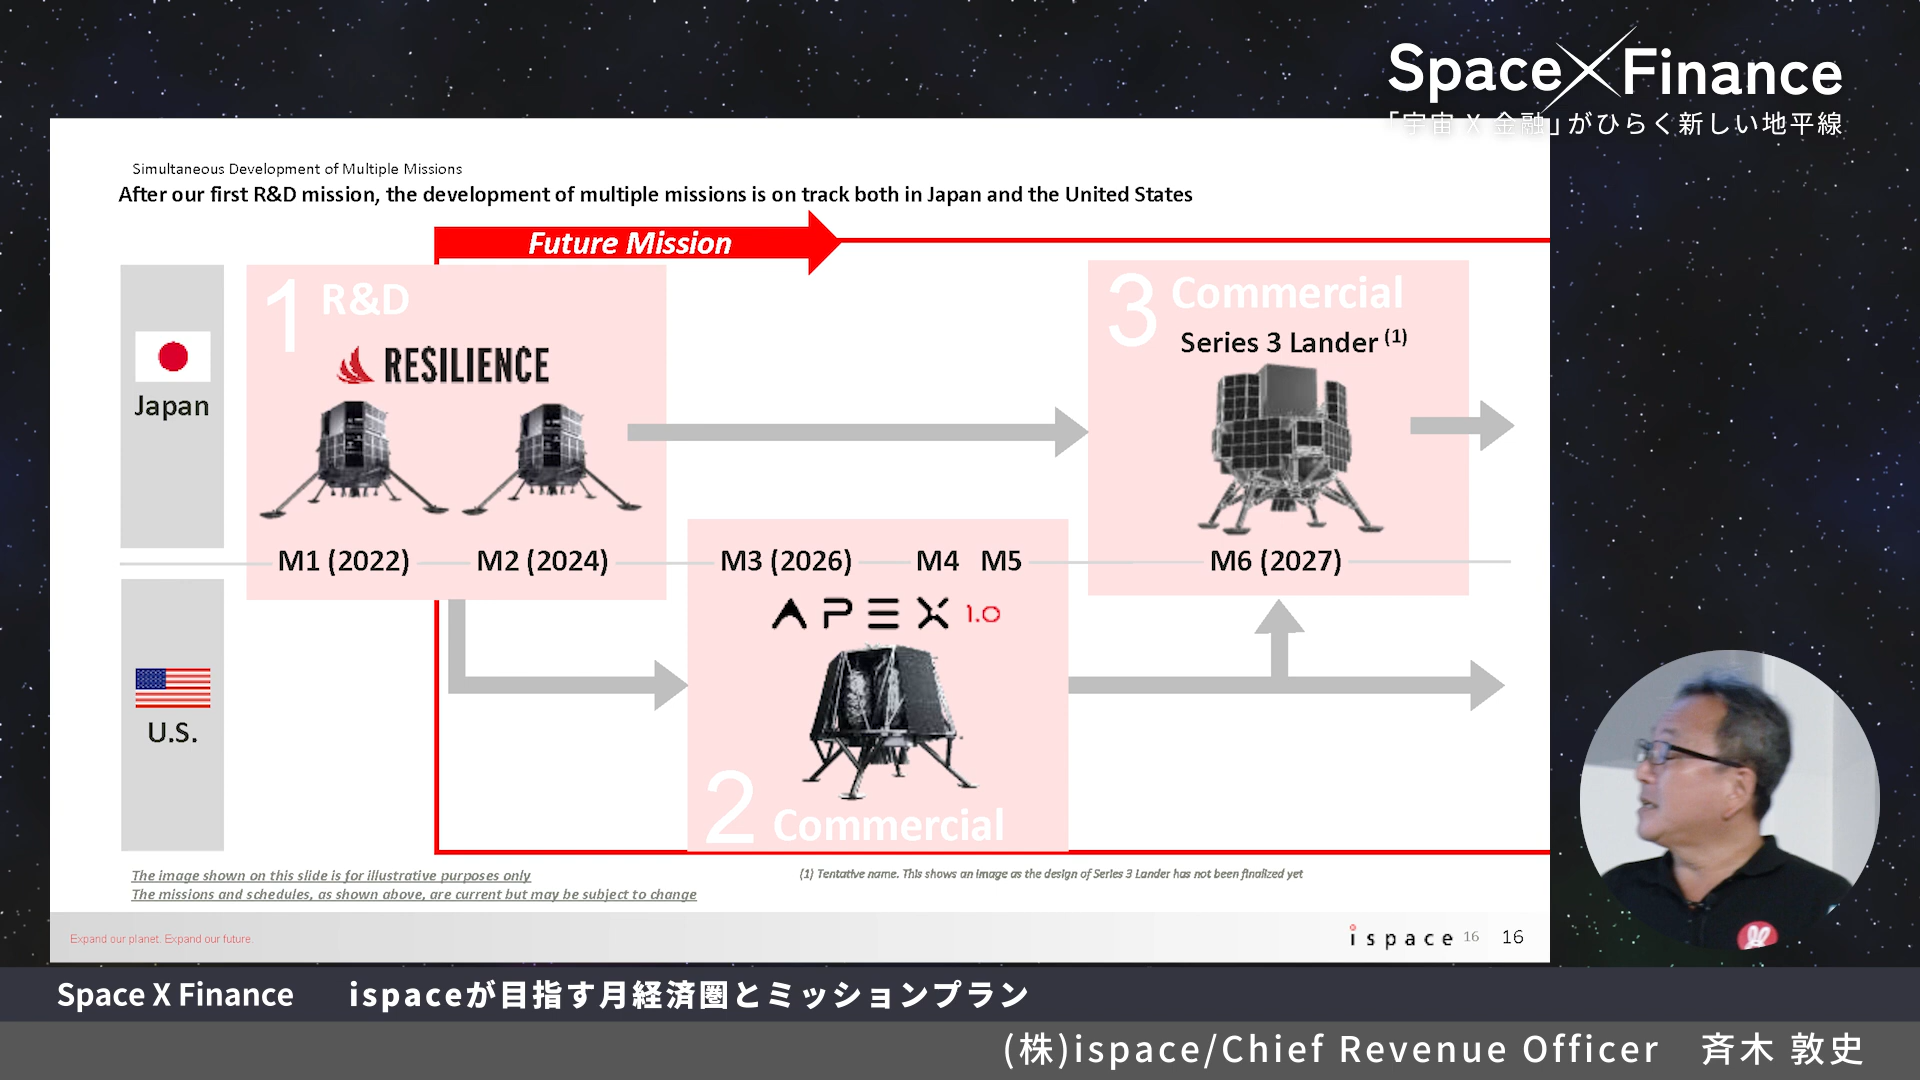 Space X Finance
「宇宙 X 金融」がひらく新しい地平線
Simultaneous Development of Multiple Missions
After our first R&D mission, the development of multiple missions is on track both in Japan and the United States
Future Mission
1 R&D
RESILIENCE
3 Commercial
Series 3 Lander (1)
Japan
M1 (2022) M2 (2024) M3 (2026) M4 M5 M6 (2027)
APEX 1.0
U.S.
2 Commercial
The image shown on this slide is for illustrative purposes only
The missions and schedules, as shown above, are current but may be subject to change
(1) Tentative name. This shows an image as the design of Series 3 Lander has not been finalized yet
Expand our planet. Expand our future.
ispace 16 16
Space X Finance ispaceが目指す月経済圏とミッションプラン
(株)ispace/Chief Revenue Officer 斉木 敦史